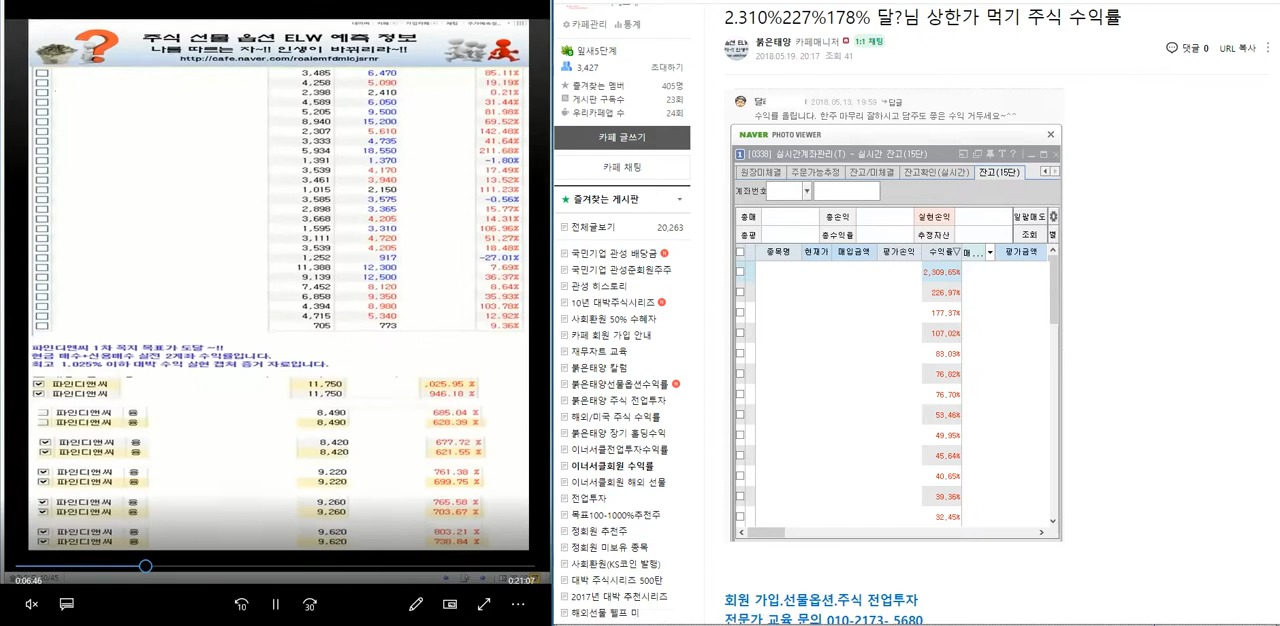 주식 선물 옵션 ELW 예측 정보
나를 따르는 자~!! 인생이 바뀌리라~!!
http://cafe.naver.com/roalemfdmlcjsrnr
3,485 6,470 85.11%
4,258 5,090 19.19%
2,398 2,410 0.21%
4,589 6,050 31.44%
5,205 9,500 81.98%
8,940 15,200 69.52%
2,307 5,610 142.48%
3,333 4,735 41.64%
5,934 18,550 211.68%
1,391 1,370 -1.80%
3,539 4,170 17.49%
3,461 3,940 13.52%
1,015 2,150 111.23%
3,585 3,575 -0.56%
2,898 3,365 15.77%
3,668 4,205 14.31%
1,595 3,310 106.96%
3,111 4,720 51.27%
3,539 4,205 18.48%
1,252 917 -27.01%
11,388 12,300 7.69%
9,139 12,500 36.37%
7,452 8,120 8.64%
6,858 9,350 35.93%
4,394 8,980 103.78%
4,715 5,340 12.92%
705 773 9.36%
파인디앤씨 1차 쪽지 목표가 도달 ~!!
현금 매수+신용매수 실전 2계좌 수익률입니다.
최고 1.025% 이하 대박 수익 실현 캡쳐 증거 자료입니다.
파인디앤씨 11,750 ,025.95 %
파인디앤씨 11,750 946.18 %
파인디앤씨 융 8,490 685.04 %
파인디앤씨 융 8,490 628.39 %
파인디앤씨 융 8,420 677.72 %
파인디앤씨 융 8,420 621.55 %
파인디앤씨 융 9,220 761.38 %
파인디앤씨 융 9,220 699.75 %
파인디앤씨 융 9,260 765.58 %
파인디앤씨 융 9,260 703.67 %
파인디앤씨 융 9,620 803.21 %
파인디앤씨 융 9,620 738.84 %
0:06:46 0:21:07
10 30
카페관리 통계
잎새5단계
3,427 초대하기
즐겨찾는 멤버 405명
게시판 구독수 23회
우리카페앱 수 24회
카페 글쓰기
카페 채팅
즐겨찾는 게시판
전체글보기 20,263
국민기업 관성 배당금
국민기업 관성준회원주주
관성 히스토리
10년 대박주식시리즈
사회환원 50% 수혜자
카페 회원 가입 안내
재무차트 교육
붉은태양 칼럼
붉은태양선물옵션수익률
붉은태양 주식 전업투자
해외/미국 주식 수익률
붉은태양 장기 홀딩수익
이너서클전업투자수익률
이너서클회원 수익률
이너서클회원 해외 선물
전업투자
목표100-1000%추천주
정회원 추천주
정회원 미보유 종목
사회환원(KS코인 발행)
대박 주식시리즈 500탄
2017년 대박 추천시리즈
해외선물 헬프 미
2.310%227%178% 달?님 상한가 먹기 주식 수익률
붉은태양 카페매니저 1:1 채팅
2018.05.19. 20:17 조회 41
댓글 0 URL 복사
2018.05.13. 19:59 답글
수익률 올립니다. 한주 마무리 잘하시고 담주도 좋은 수익 거두세요~^^
NAVER PHOTO VIEWER
1 [0338] 실시간계좌관리(T) - 실시간 잔고(15단)
원장미체결 주문가능추정 잔고/미체결 잔고확인(실시간) 잔고(15단)
계좌번호
총매 총손익 실현손익 일괄매도
총평 총수익률 추정자산 조회
종목명 현재가 매입금액 평가손익 수익률▽ 매... 평가금액
2,309,65%
226,97%
177,37%
107,02%
83,03%
76,82%
76,70%
53,46%
49,95%
45,64%
40,65%
39,36%
32,45%
회원 가입.선물옵션.주식 전업투자
전문가 교육 문의 010-2173- 5680